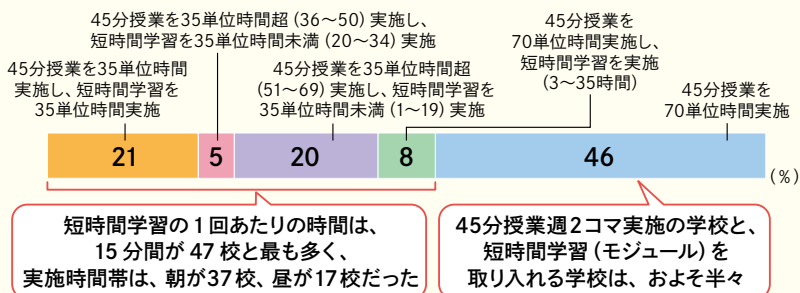 45分授業を35単位時間超（36～50）実施し、
短時間学習を35単位時間未満（20～34）実施
45分授業を35単位時間
実施し、短時間学習を
35単位時間実施
45分授業を35単位時間超
（51～69）実施し、短時間学習を
35単位時間未満（1～19）実施
45分授業を
70単位時間実施し、
短時間学習を実施
（3～35時間）
45分授業を
70単位時間実施
21
5
20
8
46
（%）
短時間学習の1回あたりの時間は、
15分間が47校と最も多く、
実施時間帯は、朝が37校、昼が17校だった
45分授業週2コマ実施の学校と、
短時間学習（モジュール）を
取り入れる学校は、およそ半々